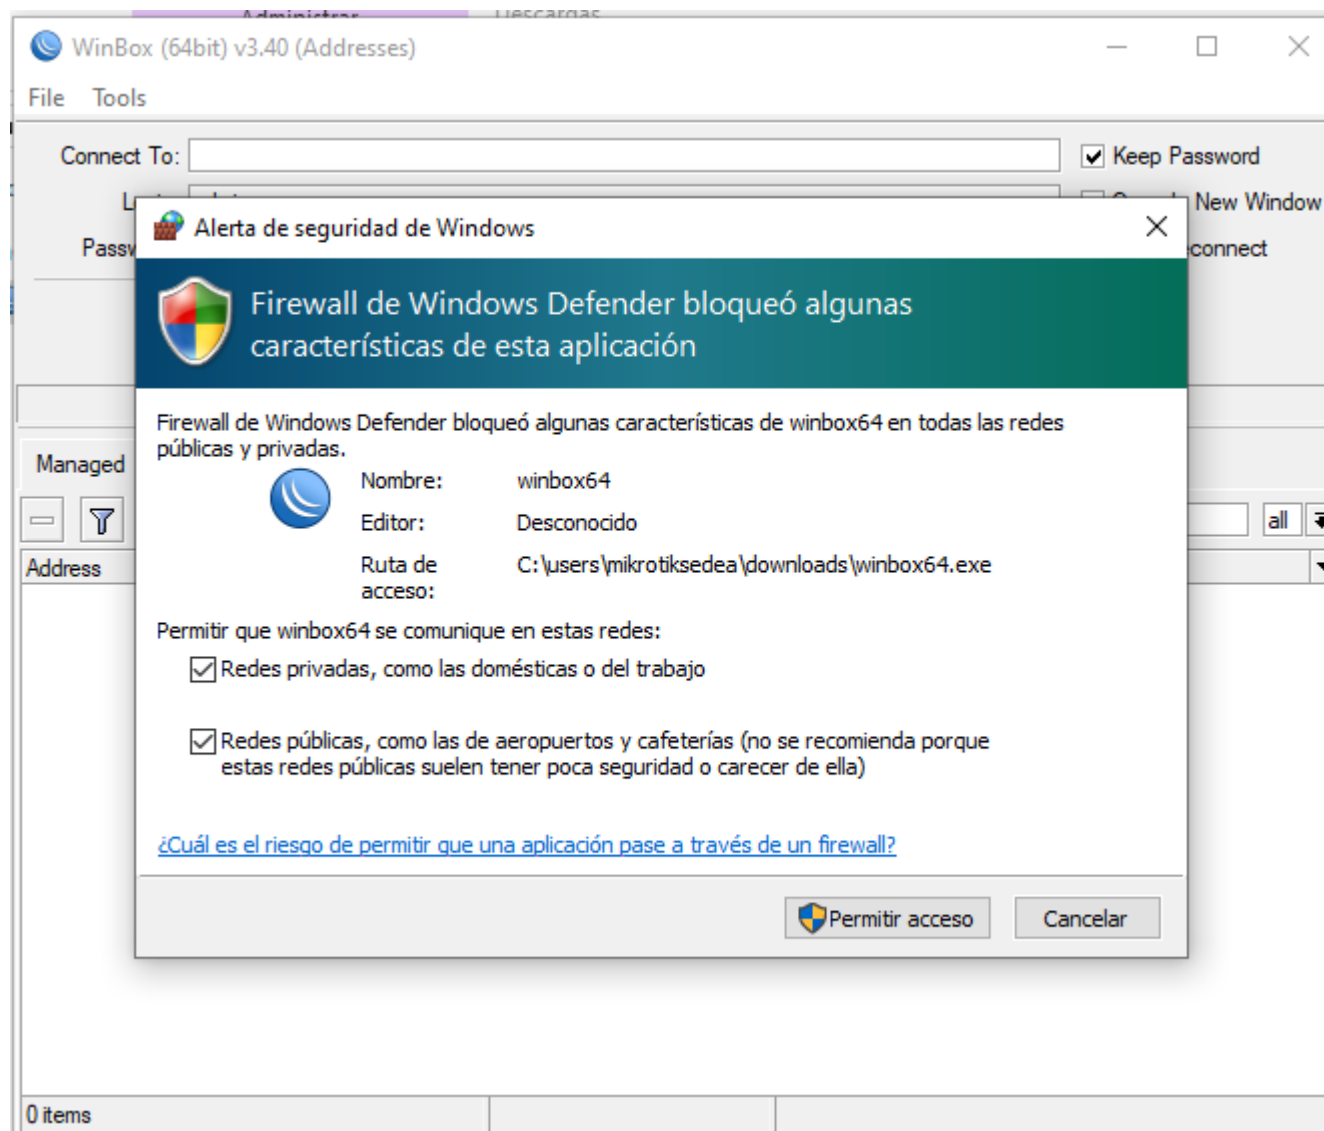 Administrar Descargas
WinBox (64bit) v3.40 (Addresses)
File Tools
Connect To: Keep Password
New Window
Alerta de seguridad de Windows
Firewall de Windows Defender bloqueó algunas
características de esta aplicación
Firewall de Windows Defender bloqueó algunas características de winbox64 en todas las redes
públicas y privadas.
Managed
Nombre: winbox64
all
Editor: Desconocido
Address
Ruta de C:\users\mikrotiksedea\downloads\winbox64.exe
acceso:
Permitir que winbox64 se comunique en estas redes:
Redes privadas, como las domésticas o del trabajo
Redes públicas, como las de aeropuertos y cafeterías (no se recomienda porque
estas redes públicas suelen tener poca seguridad o carecer de ella)
¿Cuál es el riesgo de permitir que una aplicación pase a través de un firewall?
Permitir acceso Cancelar
0 items